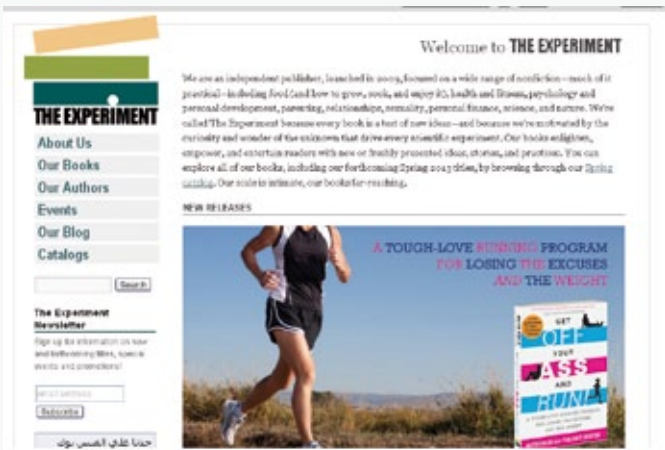 Welcome to THE EXPERIMENT
THE EXPERIMENT
About Us
Our Books
Our Authors
Events
Our Blog
Catalogs
Search
The Experiment
Newsletter
Sign up for information on new
and forthcoming titles, special
events and promotions!
email address
Subscribe
جدنا على الفيس بوك
We are an independent publisher, launched in 2009, focused on a wide range of nonfiction—much of it
practical—including food (and how to grow, cook, and enjoy it), health and fitness, psychology and
personal development, parenting, relationships, sexuality, personal finance, science, and nature. We're
called The Experiment because every book is a test of new ideas—and because we're motivated by the
curiosity and wonder of the unknown that drive every scientific experiment. Our books enlighten,
empower, and entertain readers with new or freshly presented ideas, stories, and practices. You can
explore all of our books, including our forthcoming Spring 2013 titles, by browsing through our Spring
catalog. Our scale is intimate, our books far-reaching.
NEW RELEASES
A TOUGH-LOVE RUNNING PROGRAM
FOR LOSING THE EXCUSES
AND THE WEIGHT
GET
OFF
YOUR
ASS
AND
RUN!